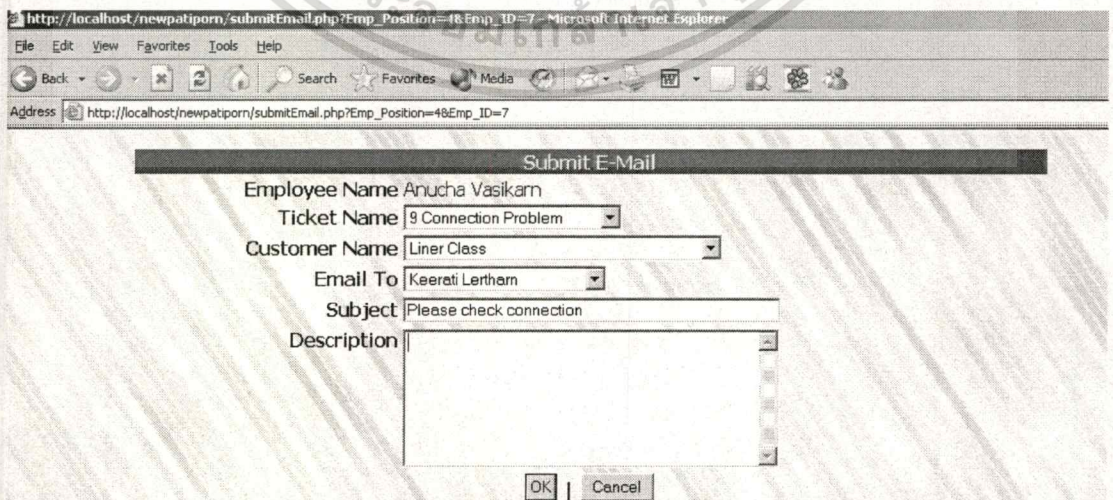 http://localhost/newpatiporn/submitEmail.php?Emp_Position=4&Emp_ID=7 - Microsoft Internet Explorer
File Edit View Favorites Tools Help
Back Search Favorites Media
Address http://localhost/newpatiporn/submitEmail.php?Emp_Position=4&Emp_ID=7
Submit E-Mail
Employee Name Anucha Vasikarn
Ticket Name 9 Connection Problem
Customer Name Liner Class
Email To Keerati Lertharn
Subject Please check connection
Description
OK | Cancel